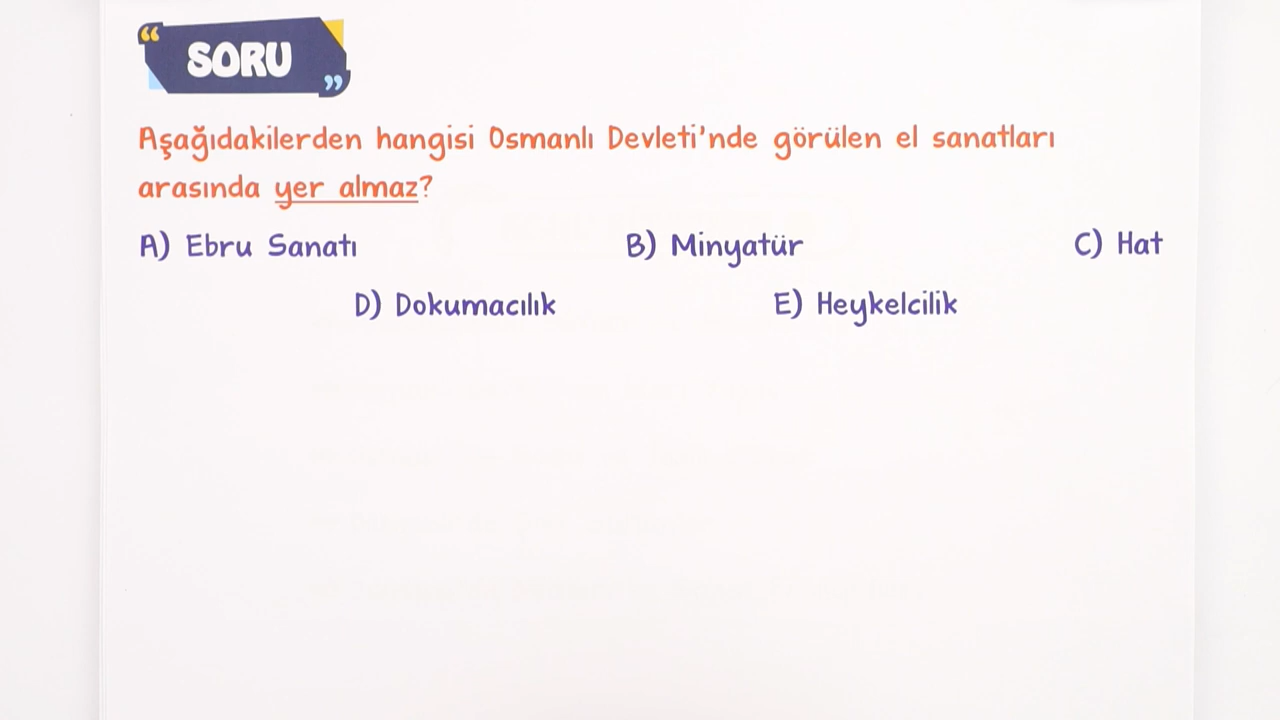 SORU
Aşağıdakilerden hangisi Osmanlı Devleti'nde görülen el sanatları
arasında yer almaz?
A) Ebru Sanatı B) Minyatür C) Hat
D) Dokumacılık E) Heykelcilik